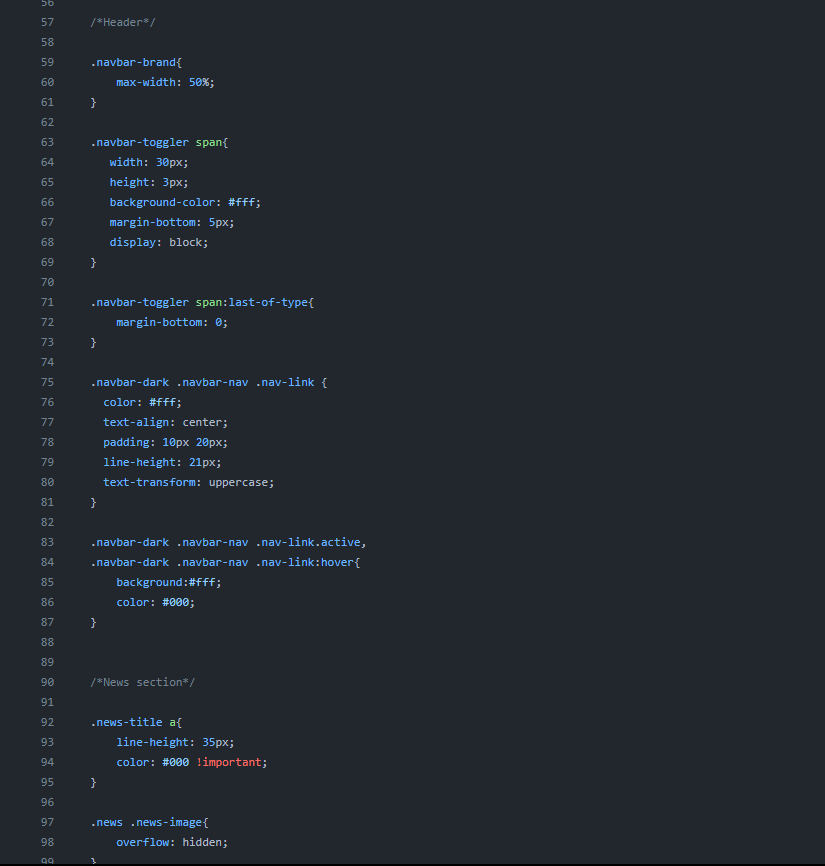 56
57 /*Header*/
58
59 .navbar-brand{
60 max-width: 50%;
61 }
62
63 .navbar-toggler span{
64 width: 30px;
65 height: 3px;
66 background-color: #fff;
67 margin-bottom: 5px;
68 display: block;
69 }
70
71 .navbar-toggler span:last-of-type{
72 margin-bottom: 0;
73 }
74
75 .navbar-dark .navbar-nav .nav-link {
76 color: #fff;
77 text-align: center;
78 padding: 10px 20px;
79 line-height: 21px;
80 text-transform: uppercase;
81 }
82
83 .navbar-dark .navbar-nav .nav-link.active,
84 .navbar-dark .navbar-nav .nav-link:hover{
85 background:#fff;
86 color: #000;
87 }
88
89
90 /*News section*/
91
92 .news-title a{
93 line-height: 35px;
94 color: #000 !important;
95 }
96
97 .news .news-image{
98 overflow: hidden;
99 }